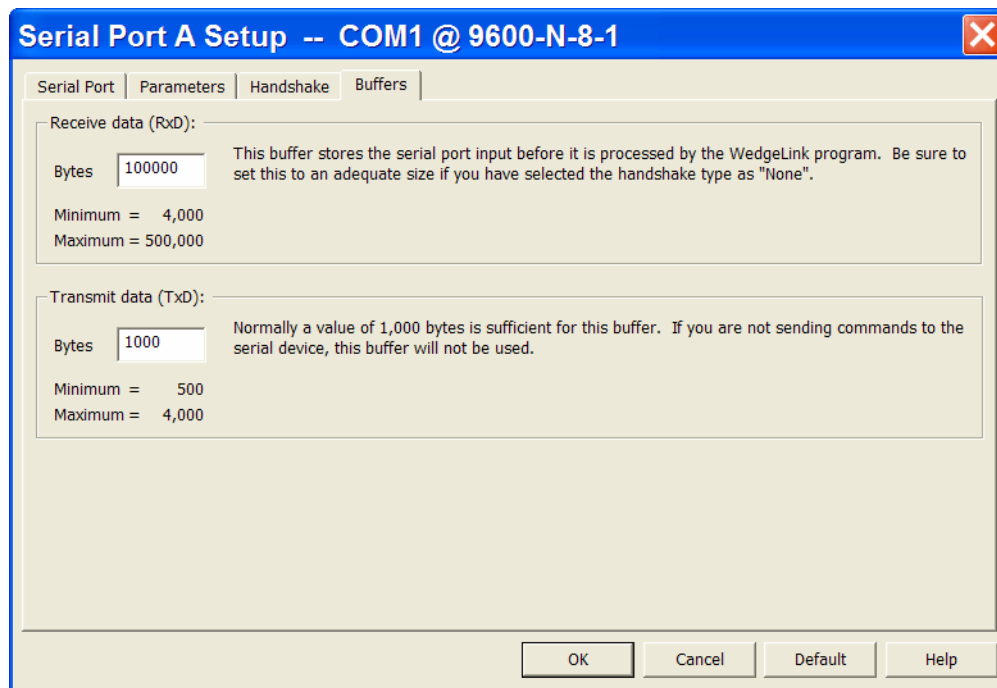 Serial Port A Setup -- COM1 @ 9600-N-8-1
Serial Port Parameters Handshake Buffers
Receive data (RxD):
Bytes 100000
This buffer stores the serial port input before it is processed by the WedgeLink program. Be sure to
set this to an adequate size if you have selected the handshake type as "None".
Minimum = 4,000
Maximum = 500,000
Transmit data (TxD):
Bytes 1000
Normally a value of 1,000 bytes is sufficient for this buffer. If you are not sending commands to the
serial device, this buffer will not be used.
Minimum = 500
Maximum = 4,000
OK Cancel Default Help